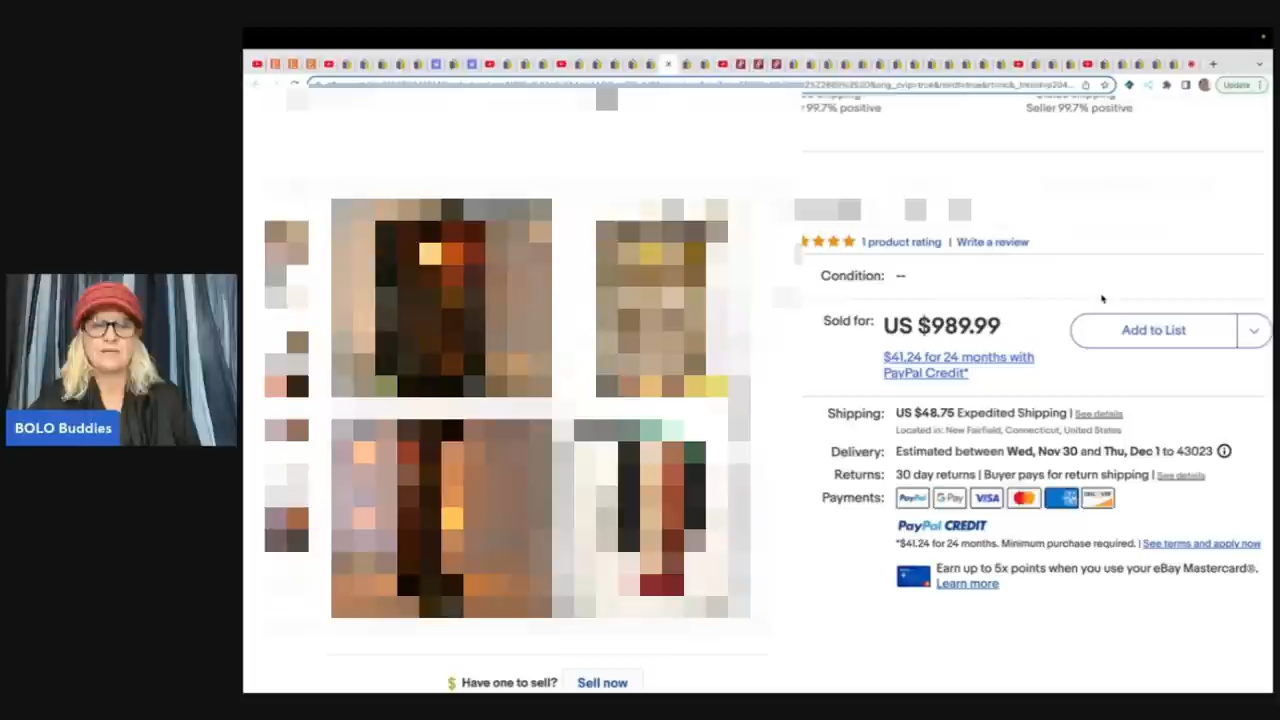 Update
99.7% positive
Seller 99.7% positive
1 product rating | Write a review
Condition: --
Sold for: US $989.99
Add to List
$41.24 for 24 months with
PayPal Credit*
Shipping: US $48.75 Expedited Shipping | See details
Located in: New Fairfield, Connecticut, United States
Delivery: Estimated between Wed, Nov 30 and Thu, Dec 1 to 43023
Returns: 30 day returns | Buyer pays for return shipping | See details
Payments: PayPal G Pay VISA
PayPal CREDIT
*$41.24 for 24 months. Minimum purchase required. | See terms and apply now
Earn up to 5x points when you use your eBay Mastercard®.
Learn more
$ Have one to sell? Sell now
BOLO Buddies